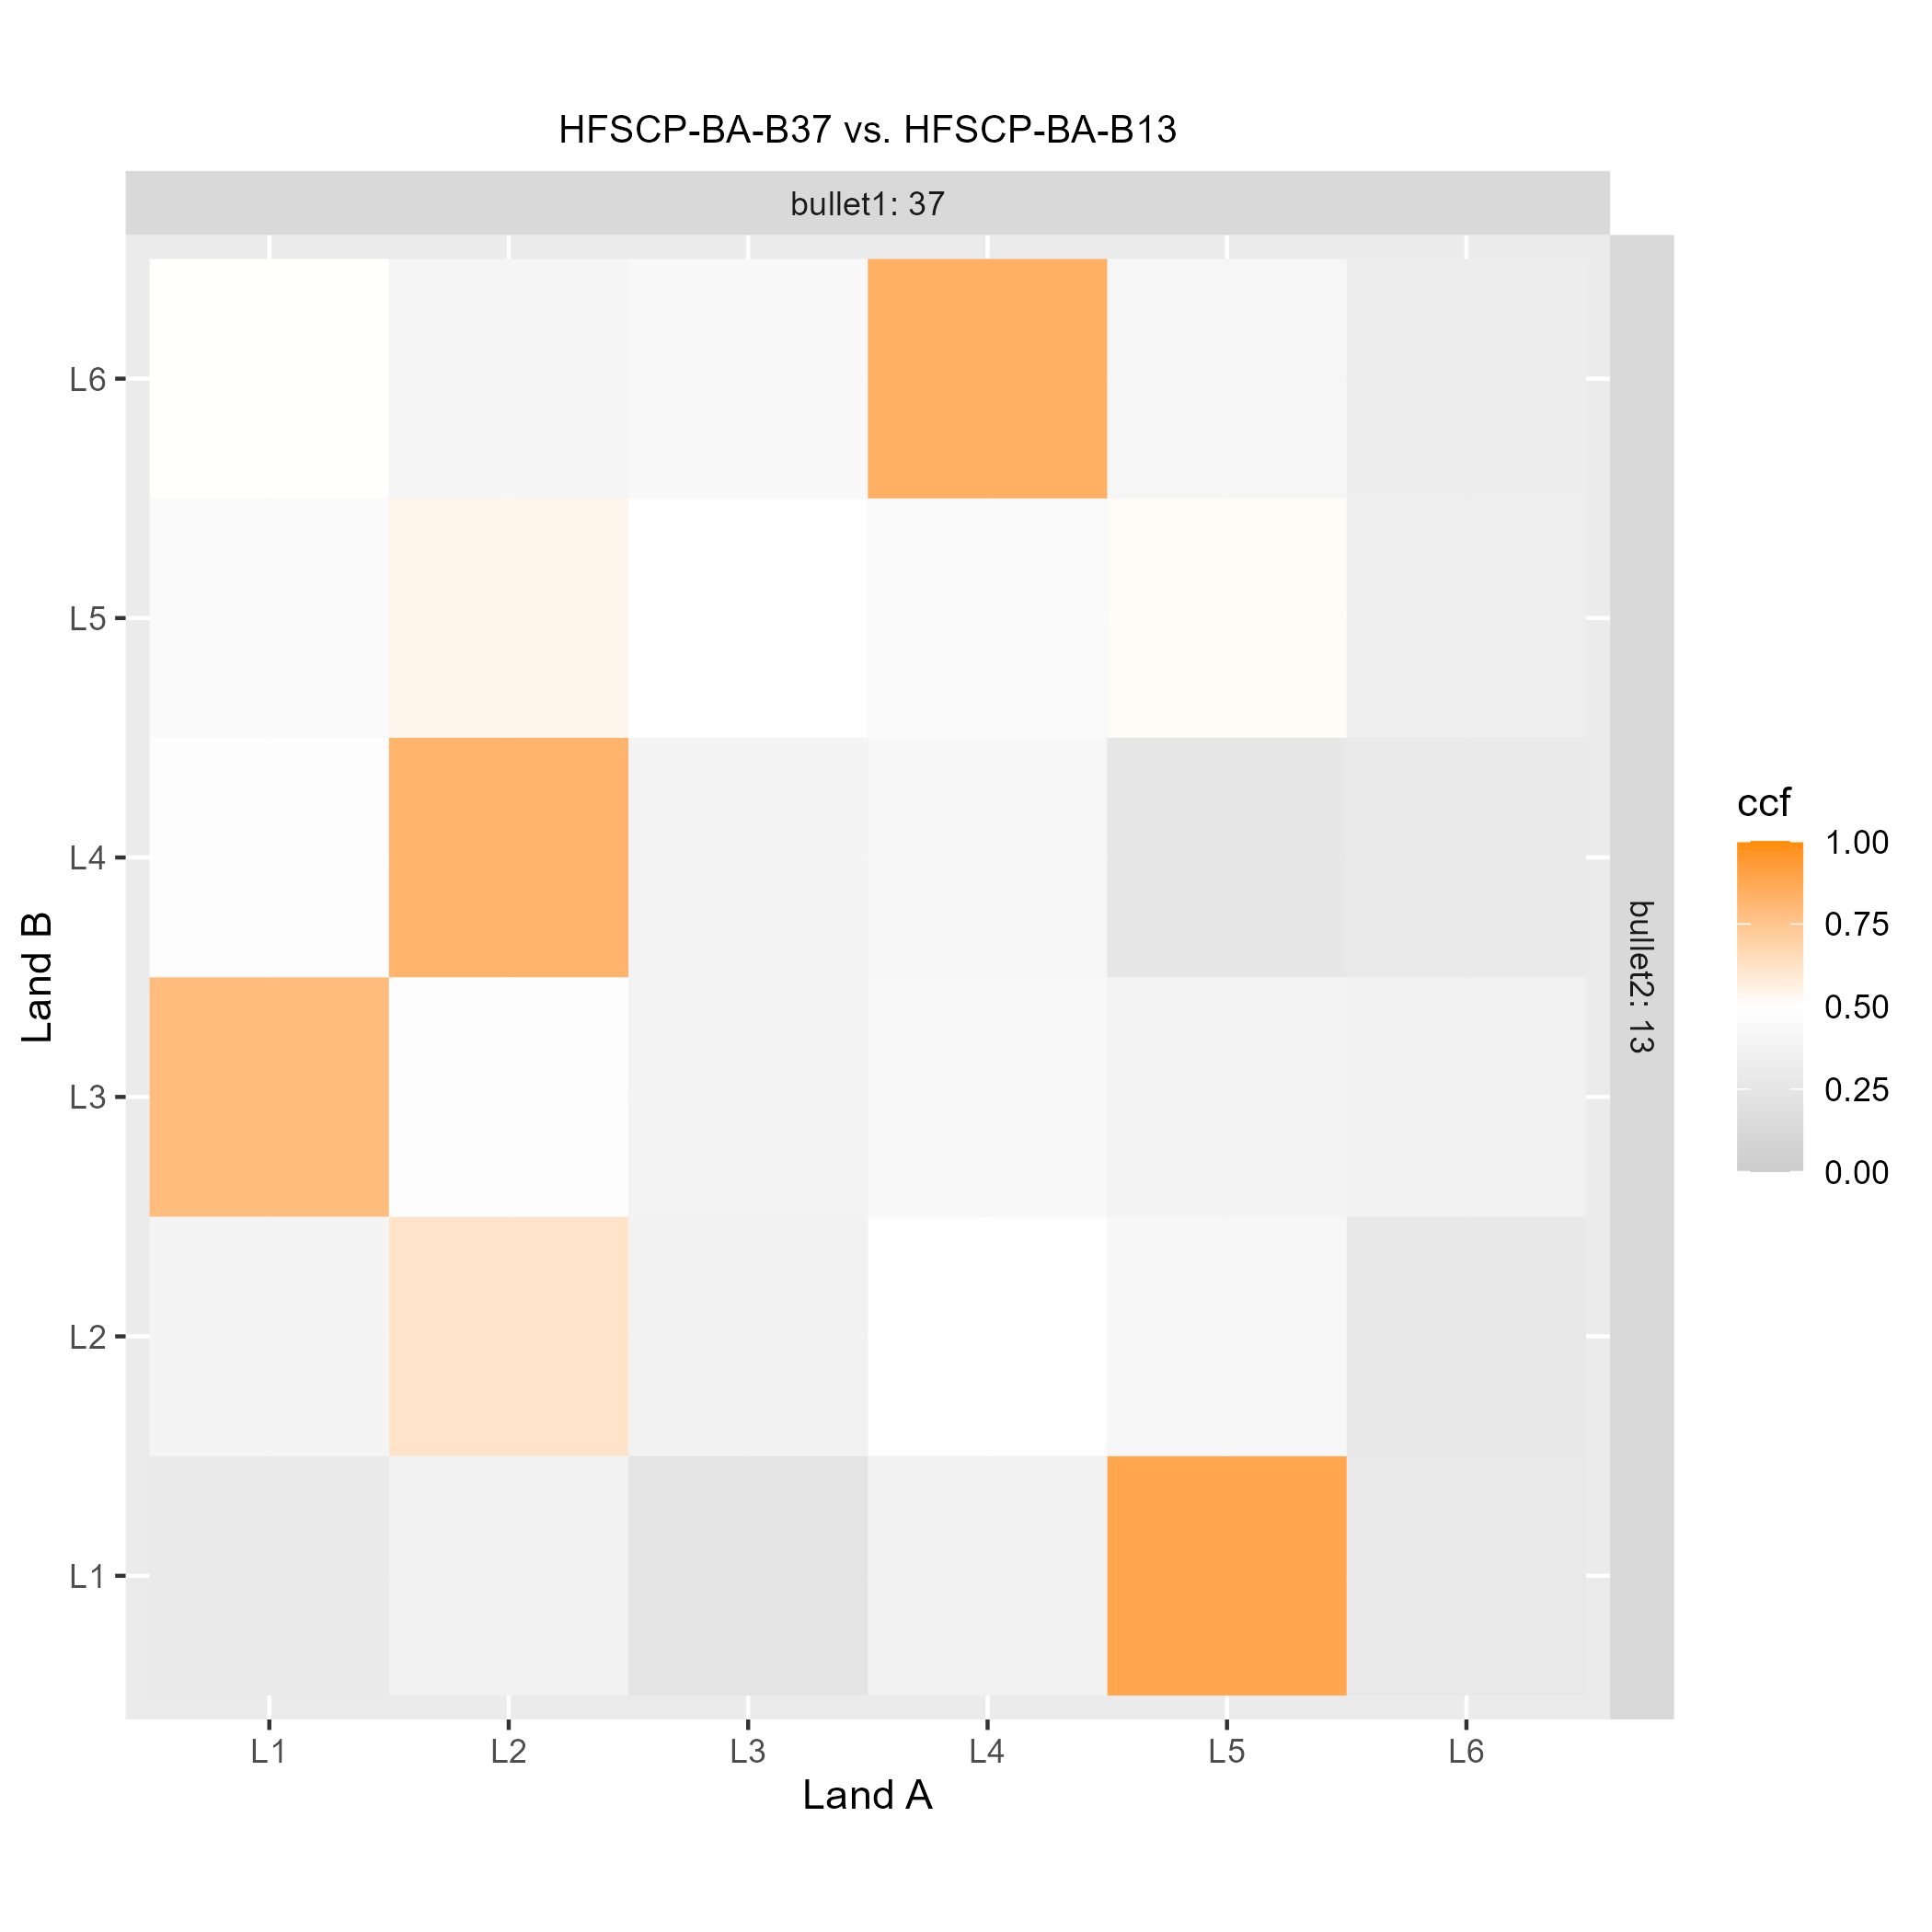 HFSCP-BA-B37 vs. HFSCP-BA-B13
bullet1: 37
L6
L5
L4
L3
L2
L1
Land B
L1 L2 L3 L4 L5 L6
Land A
bullet2: 13
ccf
1.00
0.75
0.50
0.25
0.00